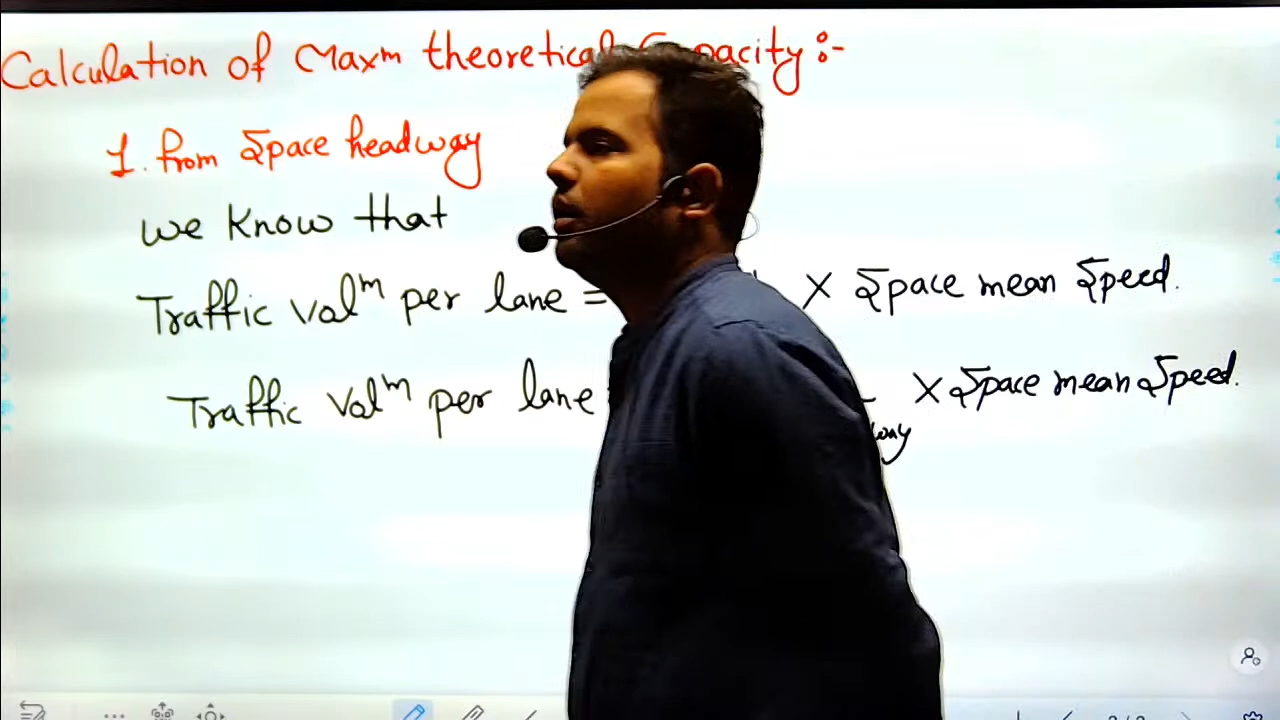 Calculation of Maxm theoretical Capacity :-
1. from Space headway
we know that
Traffic Volm per lane = × Space mean Speed.
Traffic Volm per lane × Space mean Speed.